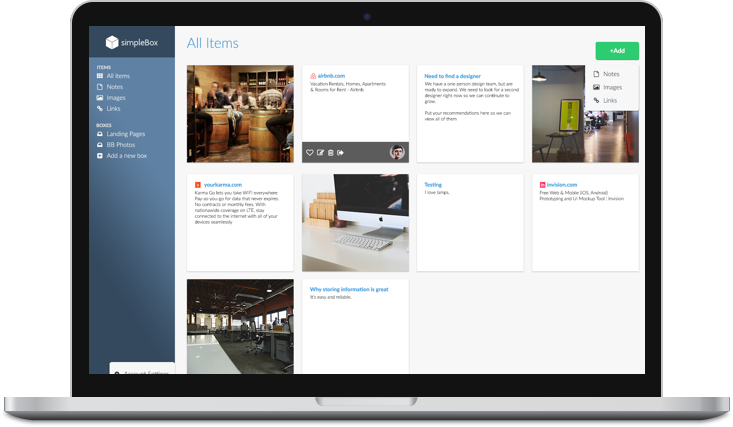 simpleBox
All Items
+Add
ITEMS
All items
Notes
Images
Links
BOXES
Landing Pages
BB Photos
Add a new box
airbnb.com
Vacation Rentals, Homes, Apartments
& Rooms for Rent - Airbnb
Need to find a designer
We have a one person design team, but are
ready to expand. We need to look for a second
designer right now so we can continute to
grow.
Put your recommendations here so we can
view all of them
Notes
Images
Links
yourkarma.com
Karma Go lets you take WiFi everywhere
Pay-as-you-go for data that never expires.
No contracts or monthly fees. With
nationwide coverage on LTE, stay
connected to the internet with all of your
devices seamlessly
Testing
I love lamps.
invision.com
Free Web & Mobile (iOS, Android)
Prototyping and UI Mockup Tool | Invision
Why storing information is great
It's easy and reliable.
Account Settings